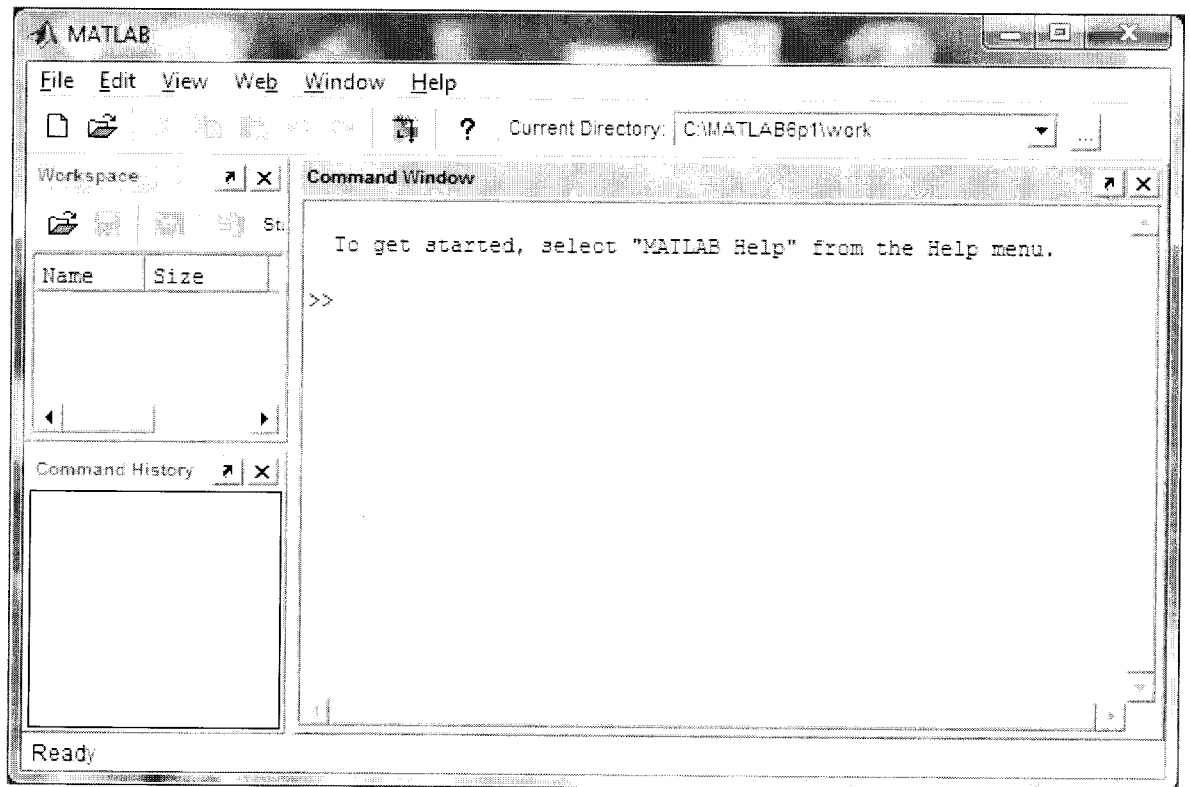 MATLAB
File Edit View Web Window Help
? Current Directory: C:\MATLAB6p1\work ...
Workspace
Command Window
To get started, select "MATLAB Help" from the Help menu.
Name Size
>>
Command History
Ready